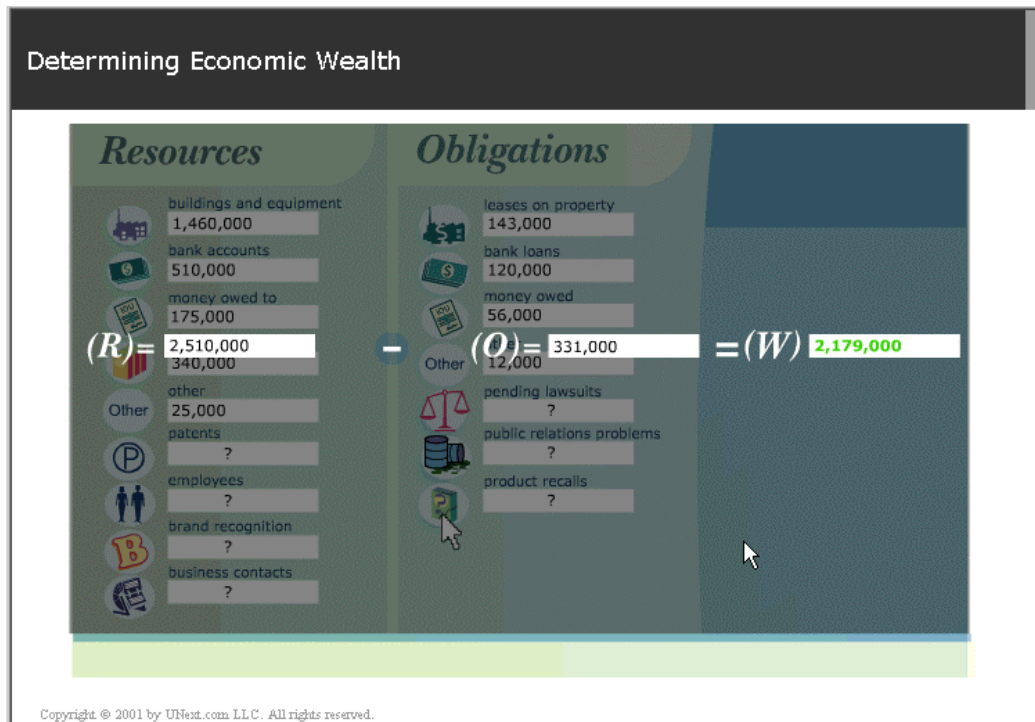 Determining Economic Wealth
Resources
buildings and equipment
1,460,000
bank accounts
510,000
money owed to
175,000
340,000
other
Other 25,000
patents
?
employees
?
brand recognition
?
business contacts
?
Obligations
leases on property
143,000
bank loans
120,000
money owed
56,000
Other 12,000
pending lawsuits
?
public relations problems
?
product recalls
?
(R)= 2,510,000 - (O)= 331,000 =(W) 2,179,000
Copyright © 2001 by UNext.com LLC. All rights reserved.